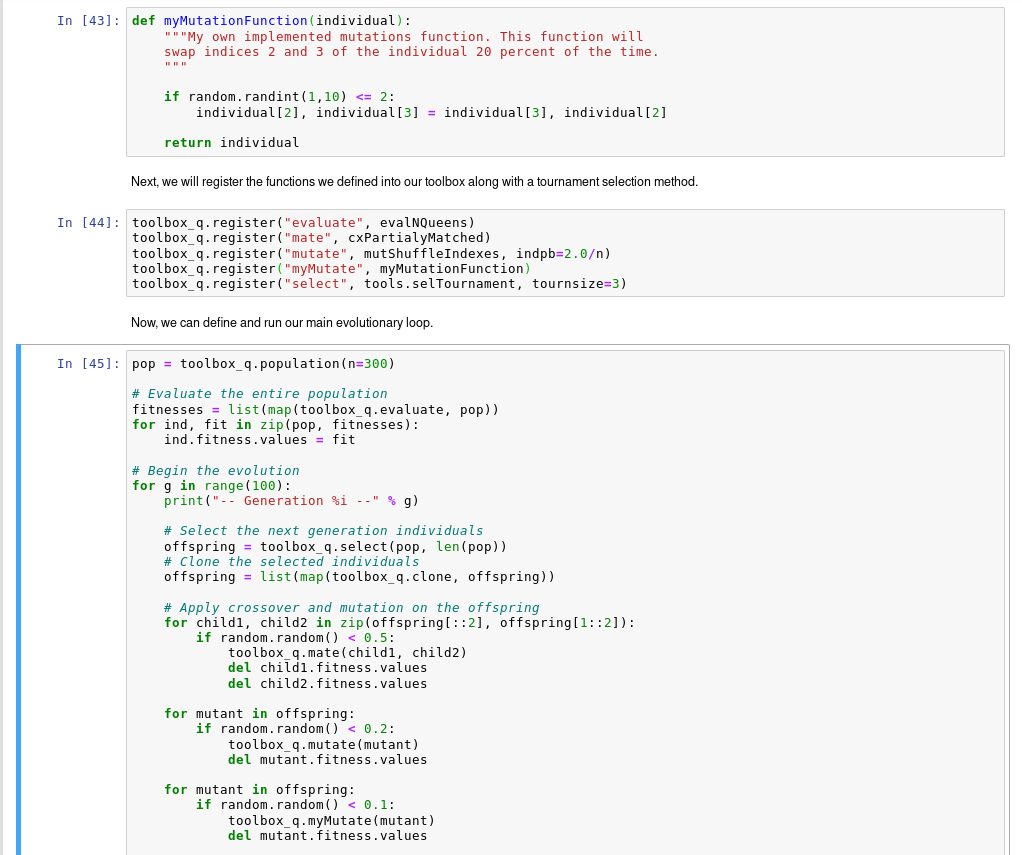 In [43]: def myMutationFunction(individual):
    """My own implemented mutations function. This function will
    swap indices 2 and 3 of the individual 20 percent of the time.
    """

    if random.randint(1,10) <= 2:
        individual[2], individual[3] = individual[3], individual[2]

    return individual

Next, we will register the functions we defined into our toolbox along with a tournament selection method.

In [44]: toolbox_q.register("evaluate", evalNQueens)
toolbox_q.register("mate", cxPartialyMatched)
toolbox_q.register("mutate", mutShuffleIndexes, indpb=2.0/n)
toolbox_q.register("myMutate", myMutationFunction)
toolbox_q.register("select", tools.selTournament, tournsize=3)

Now, we can define and run our main evolutionary loop.

In [45]: pop = toolbox_q.population(n=300)

# Evaluate the entire population
fitnesses = list(map(toolbox_q.evaluate, pop))
for ind, fit in zip(pop, fitnesses):
    ind.fitness.values = fit

# Begin the evolution
for g in range(100):
    print("-- Generation %i --" % g)

    # Select the next generation individuals
    offspring = toolbox_q.select(pop, len(pop))
    # Clone the selected individuals
    offspring = list(map(toolbox_q.clone, offspring))

    # Apply crossover and mutation on the offspring
    for child1, child2 in zip(offspring[::2], offspring[1::2]):
        if random.random() < 0.5:
            toolbox_q.mate(child1, child2)
            del child1.fitness.values
            del child2.fitness.values

    for mutant in offspring:
        if random.random() < 0.2:
            toolbox_q.mutate(mutant)
            del mutant.fitness.values

    for mutant in offspring:
        if random.random() < 0.1:
            toolbox_q.myMutate(mutant)
            del mutant.fitness.values